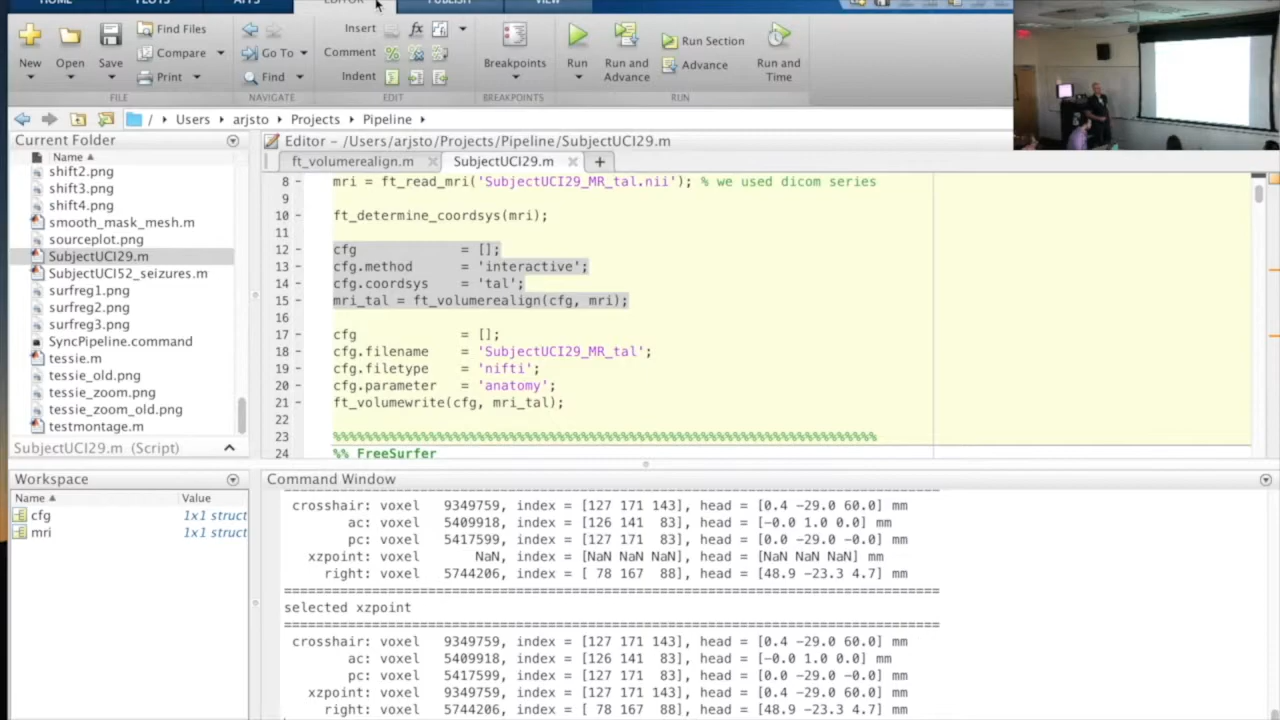 HOME PLOTS APPS EDITOR PUBLISH VIEW
New Open Save
Find Files
Compare
Print
FILE
Go To
Find
NAVIGATE
Insert fx
Comment
Indent
EDIT
Breakpoints
BREAKPOINTS
Run
Run and Advance
Run Section
Advance
Run and Time
RUN
/ Users arjsto Projects Pipeline
Current Folder
Name
shift2.png
shift3.png
shift4.png
smooth_mask_mesh.m
sourceplot.png
SubjectUCI29.m
SubjectUCI52_seizures.m
surfreg1.png
surfreg2.png
surfreg3.png
SyncPipeline.command
tessie.m
tessie_old.png
tessie_zoom.png
tessie_zoom_old.png
testmontage.m
SubjectUCI29.m (Script)
Workspace
Name Value
cfg 1x1 struct
mri 1x1 struct
Editor – /Users/arjsto/Projects/Pipeline/SubjectUCI29.m
ft_volumerealign.m SubjectUCI29.m
8 – mri = ft_read_mri('SubjectUCI29_MR_tal.nii'); % we used dicom series
9
10 – ft_determine_coordsys(mri);
11
12 – cfg = [];
13 – cfg.method = 'interactive';
14 – cfg.coordsys = 'tal';
15 – mri_tal = ft_volumerealign(cfg, mri);
16
17 – cfg = [];
18 – cfg.filename = 'SubjectUCI29_MR_tal';
19 – cfg.filetype = 'nifti';
20 – cfg.parameter = 'anatomy';
21 – ft_volumewrite(cfg, mri_tal);
22
23 %%%%%%%%%%%%%%%%%%%%%%%%%%%%%%%%%%%%%%%%%%%%%%%%%%%%%%%%%%%%%%%%
24 %% FreeSurfer
Command Window
crosshair: voxel 9349759, index = [127 171 143], head = [0.4 -29.0 60.0] mm
ac: voxel 5409918, index = [126 141 83], head = [-0.0 1.0 0.0] mm
pc: voxel 5417599, index = [127 171 83], head = [0.0 -29.0 -0.0] mm
xzpoint: voxel NaN, index = [NaN NaN NaN], head = [NaN NaN NaN] mm
right: voxel 5744206, index = [ 78 167 88], head = [48.9 -23.3 4.7] mm
==============================================================================
selected xzpoint
==============================================================================
crosshair: voxel 9349759, index = [127 171 143], head = [0.4 -29.0 60.0] mm
ac: voxel 5409918, index = [126 141 83], head = [-0.0 1.0 0.0] mm
pc: voxel 5417599, index = [127 171 83], head = [0.0 -29.0 -0.0] mm
xzpoint: voxel 9349759, index = [127 171 143], head = [0.4 -29.0 60.0] mm
right: voxel 5744206, index = [ 78 167 88], head = [48.9 -23.3 4.7] mm